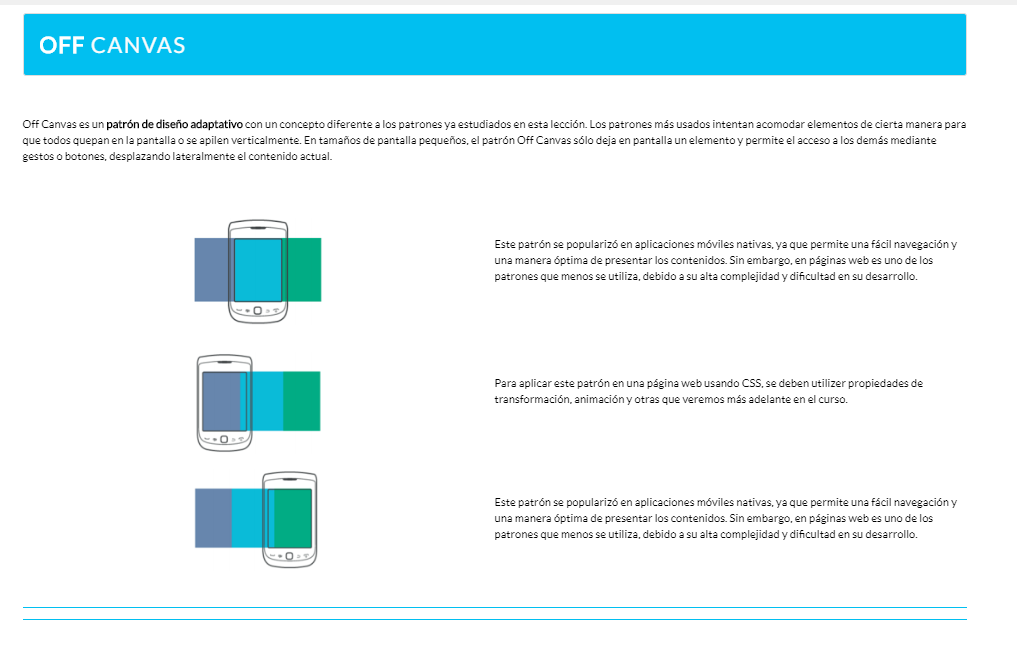 OFF CANVAS
Off Canvas es un patrón de diseño adaptativo con un concepto diferente a los patrones ya estudiados en esta lección. Los patrones más usados intentan acomodar elementos de cierta manera para
que todos quepan en la pantalla o se apilen verticalmente. En tamaños de pantalla pequeños, el patrón Off Canvas sólo deja en pantalla un elemento y permite el acceso a los demás mediante
gestos o botones, desplazando lateralmente el contenido actual.
Este patrón se popularizó en aplicaciones móviles nativas, ya que permite una fácil navegación y
una manera óptima de presentar los contenidos. Sin embargo, en páginas web es uno de los
patrones que menos se utiliza, debido a su alta complejidad y dificultad en su desarrollo.
Para aplicar este patrón en una página web usando CSS, se deben utilizer propiedades de
transformación, animación y otras que veremos más adelante en el curso.
Este patrón se popularizó en aplicaciones móviles nativas, ya que permite una fácil navegación y
una manera óptima de presentar los contenidos. Sin embargo, en páginas web es uno de los
patrones que menos se utiliza, debido a su alta complejidad y dificultad en su desarrollo.